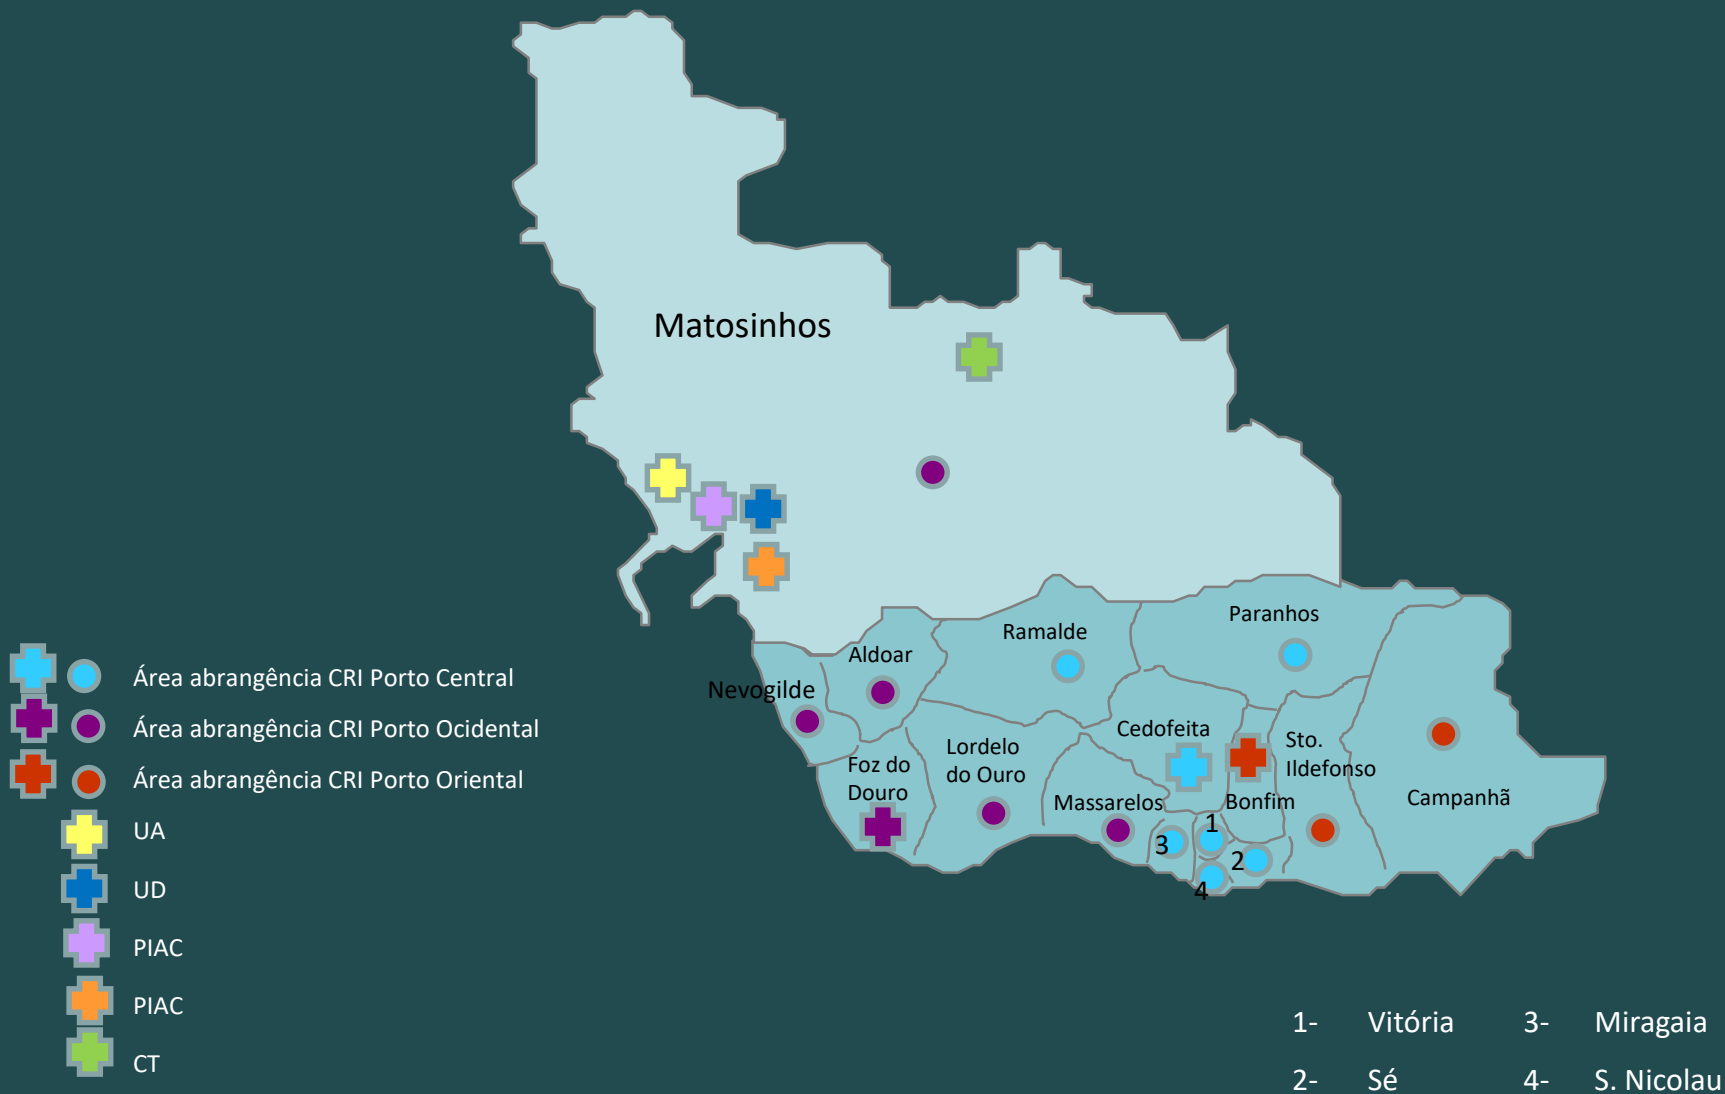 Matosinhos
Paranhos
Ramalde
Aldoar
Nevogilde
Cedofeita
Sto.
Ildefonso
Lordelo
do Ouro
Foz do
Douro
Massarelos
Bonfim
Campanhã
1
3
2
4
Área abrangência CRI Porto Central
Área abrangência CRI Porto Ocidental
Área abrangência CRI Porto Oriental
UA
UD
PIAC
PIAC
CT
1- Vitória 3- Miragaia
2- Sé 4- S. Nicolau